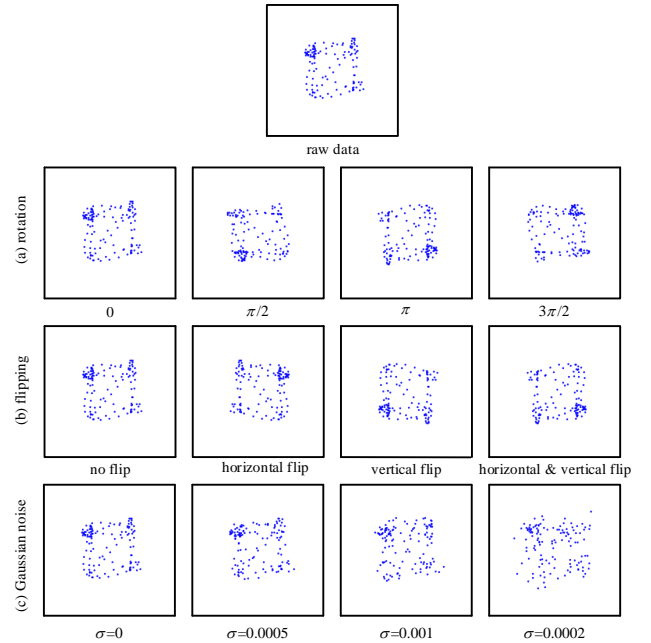 raw data
(a) rotation
0
π/2
π
3π/2
(b) flipping
no flip
horizontal flip
vertical flip
horizontal & vertical flip
(c) Gaussian noise
σ=0
σ=0.0005
σ=0.001
σ=0.0002